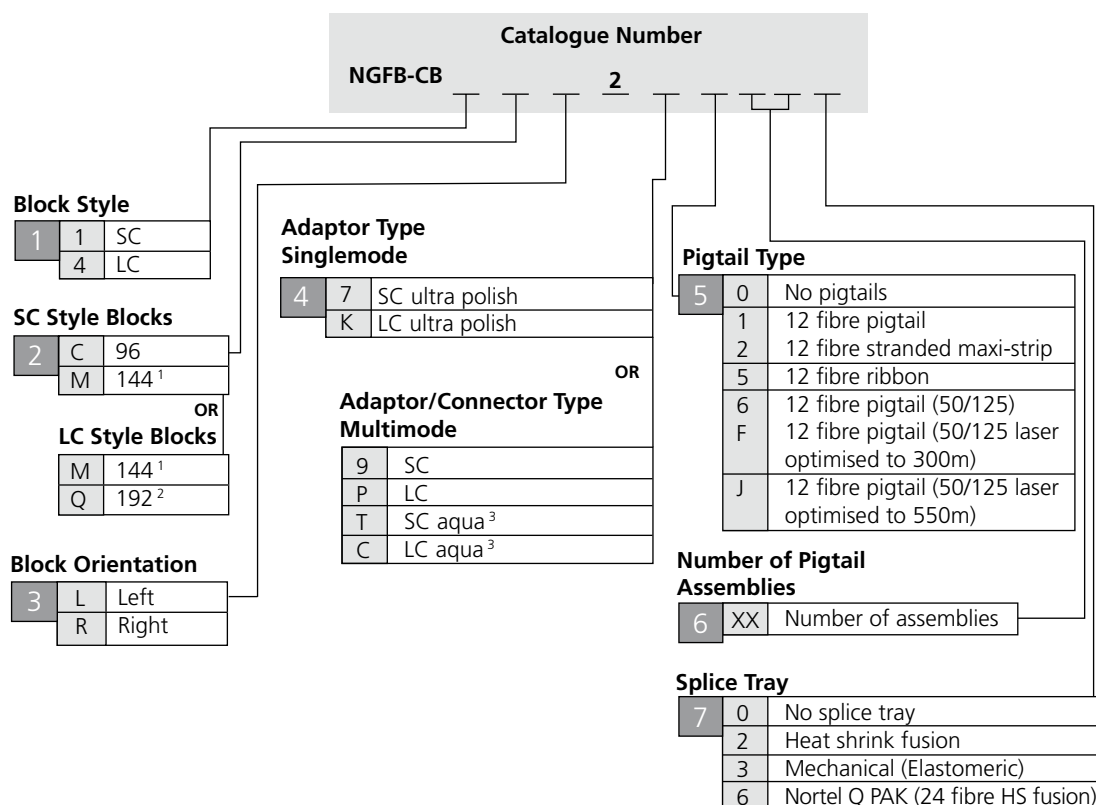 Catalogue Number
NGFB-CB 2
Block Style
1 1 SC
4 LC
SC Style Blocks
2 C 96
M 144 1
OR
LC Style Blocks
M 144 1
Q 192 2
Block Orientation
3 L Left
R Right
Adaptor Type
Singlemode
4 7 SC ultra polish
K LC ultra polish
OR
Adaptor/Connector Type
Multimode
9 SC
P LC
T SC aqua 3
C LC aqua 3
Pigtail Type
5 0 No pigtails
1 12 fibre pigtail
2 12 fibre stranded maxi-strip
5 12 fibre ribbon
6 12 fibre pigtail (50/125)
F 12 fibre pigtail (50/125 laser
optimised to 300m)
J 12 fibre pigtail (50/125 laser
optimised to 550m)
Number of Pigtail
Assemblies
6 XX Number of assemblies
Splice Tray
7 0 No splice tray
2 Heat shrink fusion
3 Mechanical (Elastomeric)
6 Nortel Q PAK (24 fibre HS fusion)